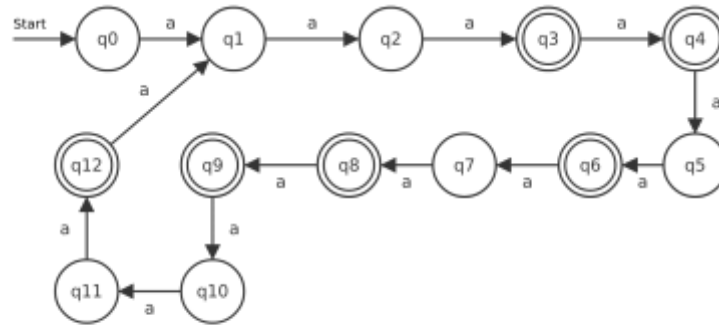 Start
q0 a q1 a q2 a q3 a q4
a
a
q12 q9 q8 q7 q6 q5
a a a a
a a
q11 q10
a